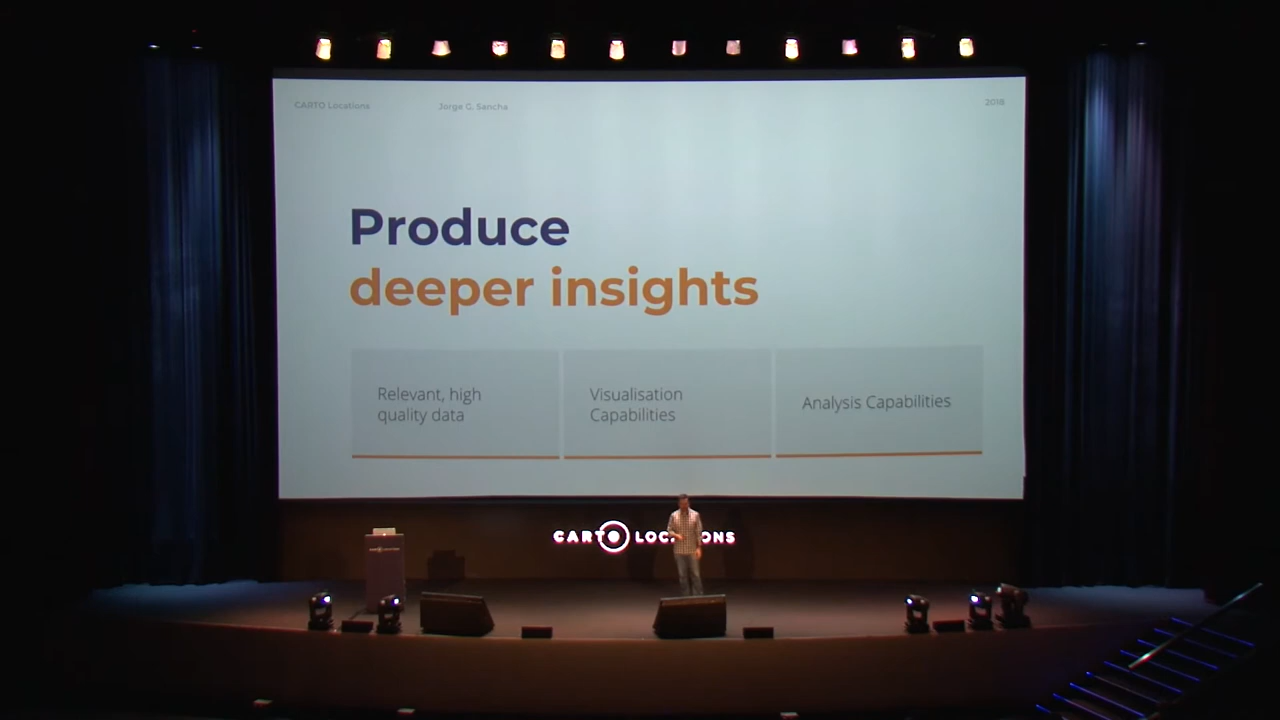 CARTO Locations
Jorge G. Sancha
2018
Produce
deeper insights
Relevant, high
quality data
Visualisation
Capabilities
Analysis Capabilities